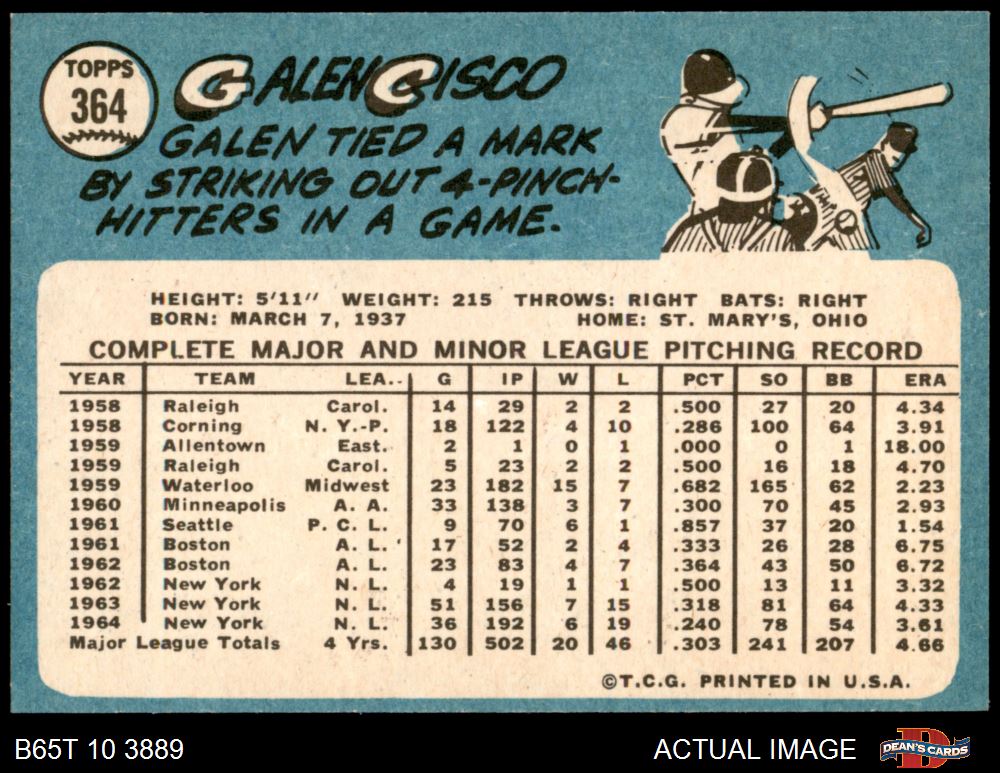 TOPPS
364
GALEN CISCO
GALEN TIED A MARK
BY STRIKING OUT 4-PINCH-
HITTERS IN A GAME.
HEIGHT: 5'11" WEIGHT: 215 THROWS: RIGHT BATS: RIGHT
BORN: MARCH 7, 1937 HOME: ST. MARY'S, OHIO
COMPLETE MAJOR AND MINOR LEAGUE PITCHING RECORD
YEAR TEAM LEA. G IP W L PCT SO BB ERA
1958 Raleigh Carol. 14 29 2 2 .500 27 20 4.34
1958 Corning N. Y.-P. 18 122 4 10 .286 100 64 3.91
1959 Allentown East. 2 1 0 1 .000 0 1 18.00
1959 Raleigh Carol. 5 23 2 2 .500 16 18 4.70
1959 Waterloo Midwest 23 182 15 7 .682 165 62 2.23
1960 Minneapolis A. A. 33 138 3 7 .300 70 45 2.93
1961 Seattle P. C. L. 9 70 6 1 .857 37 20 1.54
1961 Boston A. L. 17 52 2 4 .333 26 28 6.75
1962 Boston A. L. 23 83 4 7 .364 43 50 6.72
1962 New York N. L. 4 19 1 1 .500 13 11 3.32
1963 New York N. L. 51 156 7 15 .318 81 64 4.33
1964 New York N. L. 36 192 6 19 .240 78 54 3.61
Major League Totals 4 Yrs. 130 502 20 46 .303 241 207 4.66
©T.C.G. PRINTED IN U.S.A.
B65T 10 3889 ACTUAL IMAGE DEAN'S CARDS